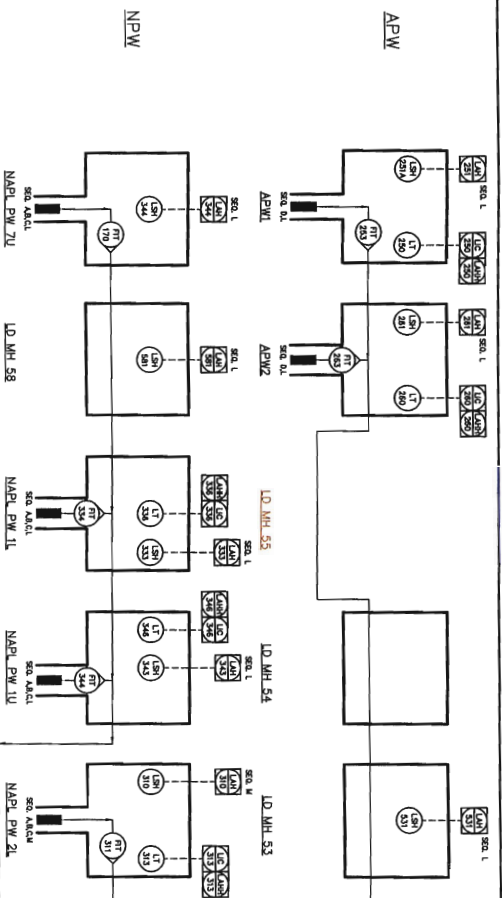 APW
SEQ. L
LAH
251
LSH
251A
LIC
250
LAHH
250
LT
250
FIT
253
SEQ. D,L
APW1
SEQ. L
LAH
281
LSH
281
LIC
260
LAHH
260
LT
260
FIT
263
SEQ. D,L
APW2
LAH
531
SEQ. L
LSH
531
LD MH 55
LD MH 54
LD MH 53
NPW
LAH
344
SEQ. L
LSH
344
FIT
170
SEQ. A,B,C,L
NAPL PW 7U
LAH
581
SEQ. L
LSH
581
LD MH 58
LAHH
336
LIC
336
LT
336
SEQ. L
LAH
333
LSH
333
FIT
334
SEQ. A,B,C,L
NAPL PW 1L
LAHH
346
LIC
346
LT
346
SEQ. L
LAH
343
LSH
343
FIT
344
SEQ. A,B,C,L
NAPL PW 1U
LAH
310
SEQ. M
LSH
310
LIC
313
LAHH
313
LT
313
FIT
311
SEQ. A,B,C,M
NAPL PW 2L